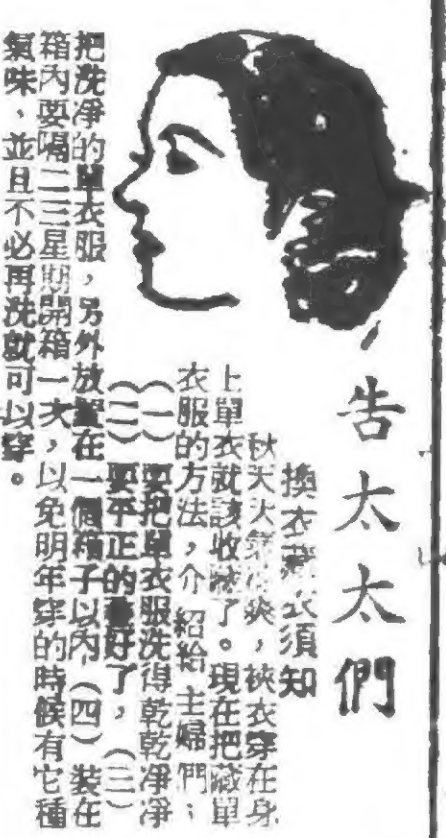 告太太們
換衣藏衣須知
秋天天氣涼爽，裌衣穿在身
上單衣就該收藏了。現在把藏單
衣服的方法，介紹給主婦們；
（一）要把單衣服洗得乾乾凈凈
（二）要平正的疊好了，（三）
把洗凈的單衣服，另外放置在一個箱子以內（四）裝在
箱內要隔二三星期開箱一次，以免明年穿的時候有它種
氣味，並且不必再洗就可以穿。